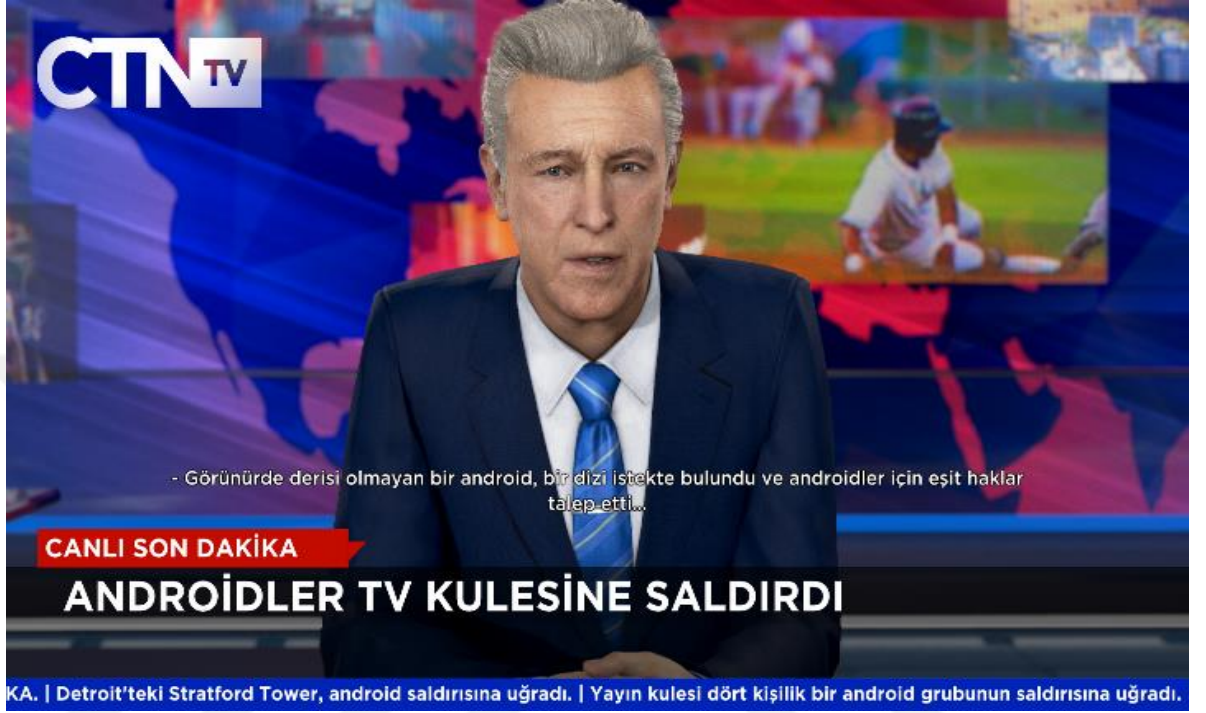 CTN TV
- Görünürde derisi olmayan bir android, bir dizi istekte bulundu ve androidler için eşit haklar
talep etti...
CANLI SON DAKİKA
ANDROİDLER TV KULESİNE SALDIRDI
KA. | Detroit'teki Stratford Tower, android saldırısına uğradı. | Yayın kulesi dört kişilik bir android grubunun saldırısına uğradı.